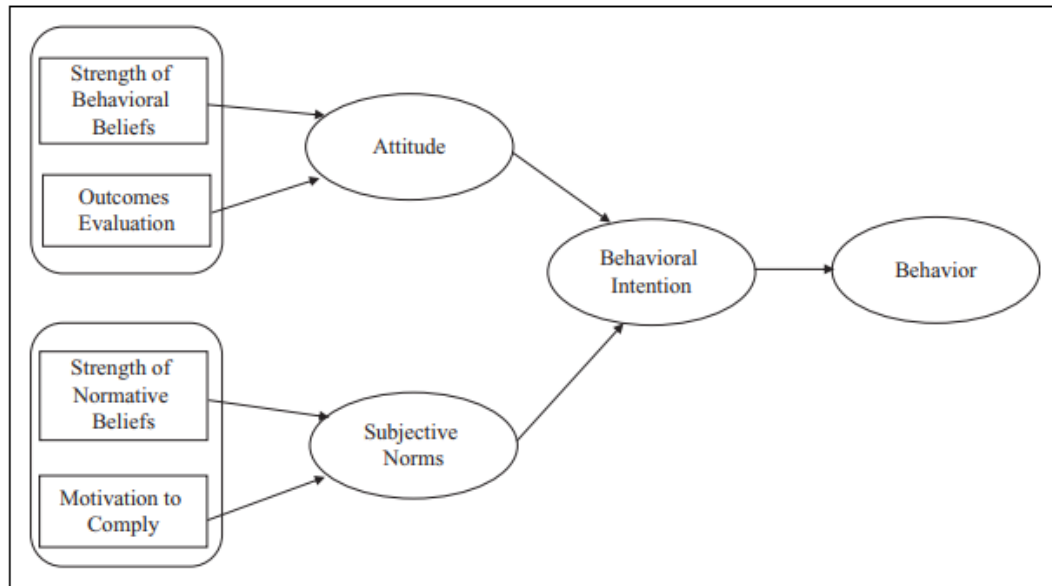 Strength of
Behavioral
Beliefs
Outcomes
Evaluation
Attitude
Strength of
Normative
Beliefs
Motivation to
Comply
Subjective
Norms
Behavioral
Intention
Behavior